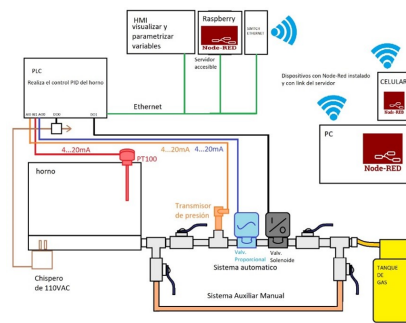 HMI
visualizar y
parametrizar
variables
Raspberry
Node-RED
SWITCH
ETHERNET
Servidor
accesible
PLC
Realiza el control PID del horno
Ethernet
Dispositivos con Node-Red instalado
y con link del servidor
CELULAR
Node-RED
PC
Node-RED
4...20mA
PT100
4...20mA
4...20mA
horno
Transmisor
de presión
Valv.
Proporcional
Valv.
Solenoide
Sistema automatico
Chispero
de 110VAC
Sistema Auxiliar Manual
TANQUE
DE
GAS